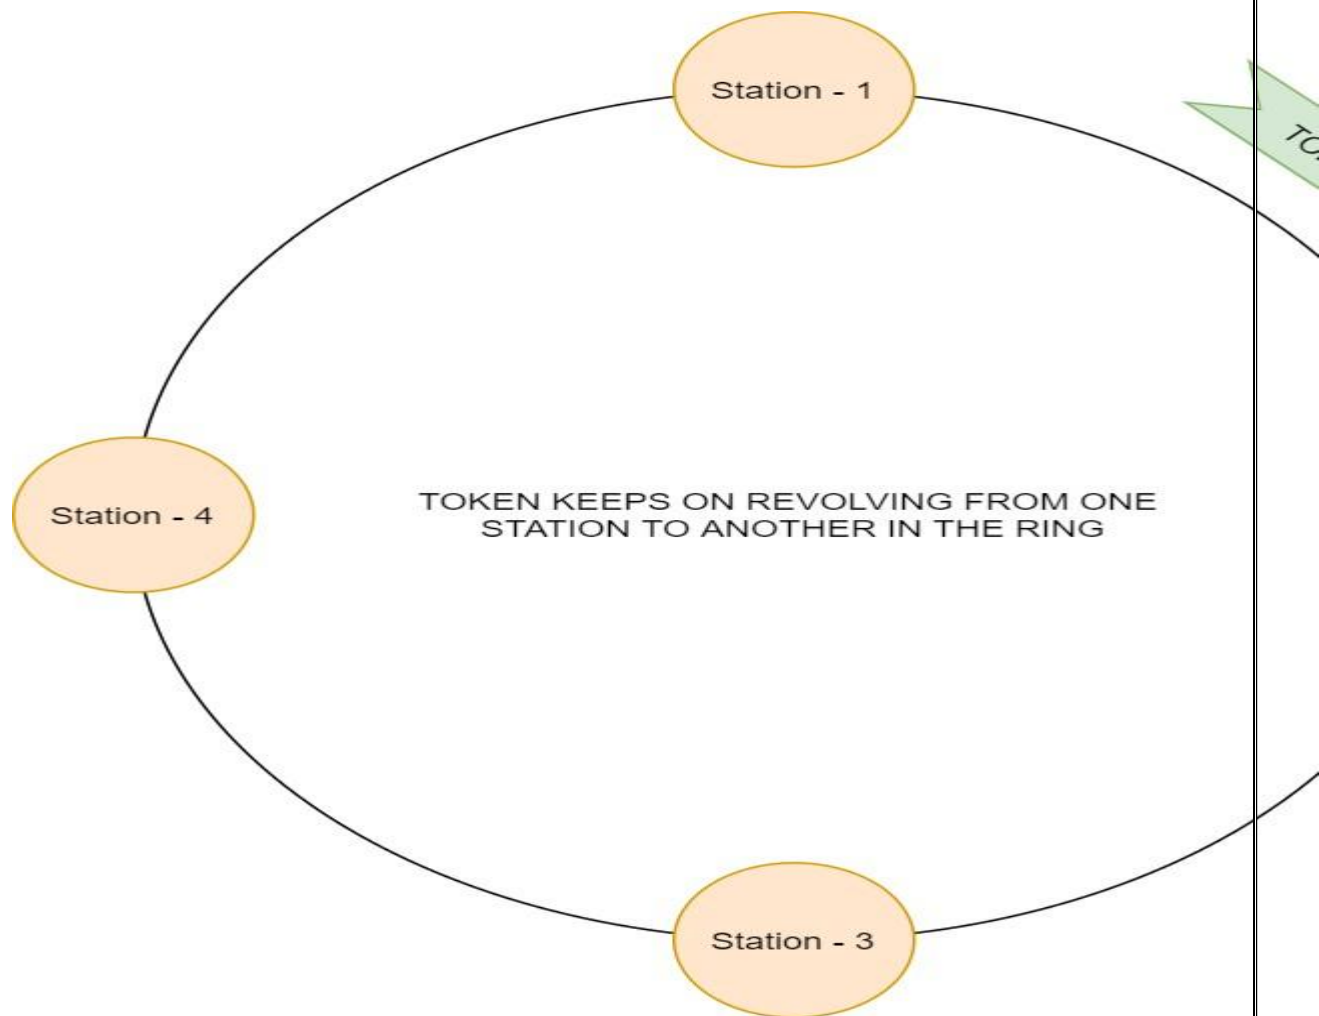 Station - 1
Station - 4
TOKEN KEEPS ON REVOLVING FROM ONE
STATION TO ANOTHER IN THE RING
Station - 3